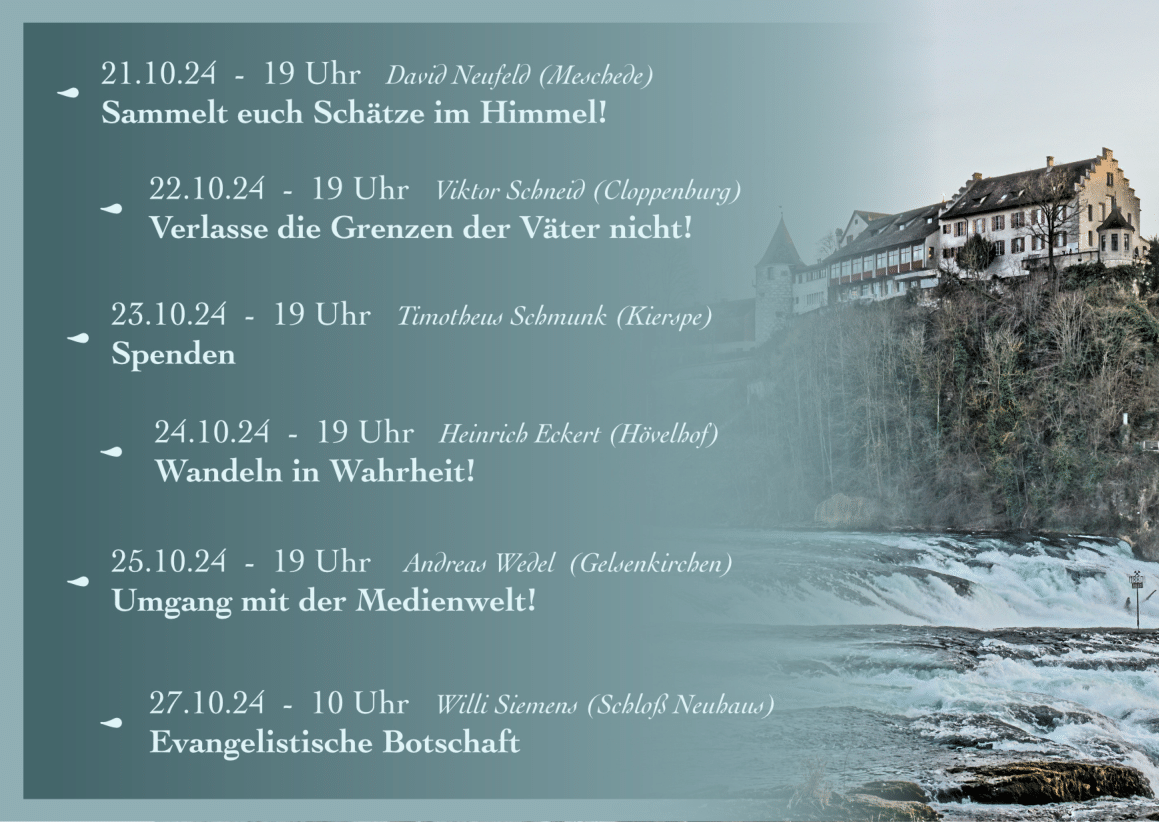 21.10.24 - 19 Uhr David Neufeld (Meschede)
Sammelt euch Schätze im Himmel!
22.10.24 - 19 Uhr Viktor Schneid (Cloppenburg)
Verlasse die Grenzen der Väter nicht!
23.10.24 - 19 Uhr Timotheus Schmunk (Kierspe)
Spenden
24.10.24 - 19 Uhr Heinrich Eckert (Hövelhof)
Wandeln in Wahrheit!
25.10.24 - 19 Uhr Andreas Wedel (Gelsenkirchen)
Umgang mit der Medienwelt!
27.10.24 - 10 Uhr Willi Siemens (Schloß Neuhaus)
Evangelistische Botschaft